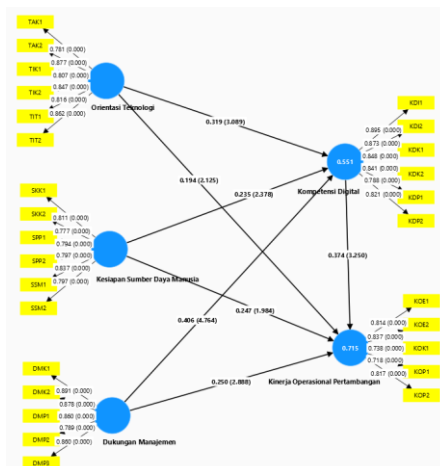 TAK1
TAK2
TIK1
TIK2
TIT1
TIT2
0.781 (0.000)
0.877 (0.000)
0.807 (0.000)
0.847 (0.000)
0.816 (0.000)
0.862 (0.000)
Orientasi Teknologi
SKK1
SKK2
SPP1
SPP2
SSM1
SSM2
0.811 (0.000)
0.777 (0.000)
0.794 (0.000)
0.797 (0.000)
0.837 (0.000)
0.797 (0.000)
Kesiapan Sumber Daya Manusia
DMK1
DMK2
DMP1
DMP2
DMP3
0.891 (0.000)
0.878 (0.000)
0.860 (0.000)
0.789 (0.000)
0.860 (0.000)
Dukungan Manajemen
0.319 (3.089)
0.194 (2.125)
0.235 (2.378)
0.247 (1.984)
0.406 (4.764)
0.250 (2.888)
0.551
Kompetensi Digital
0.374 (3.250)
0.715
Kinerja Operasional Pertambangan
0.895 (0.000)
0.873 (0.000)
0.846 (0.000)
0.841 (0.000)
0.788 (0.000)
0.821 (0.000)
KDI1
KDI2
KDK1
KDK2
KDP1
KDP2
0.814 (0.000)
0.837 (0.000)
0.738 (0.000)
0.718 (0.000)
0.817 (0.000)
KOE1
KOE2
KOK1
KOP1
KOP2